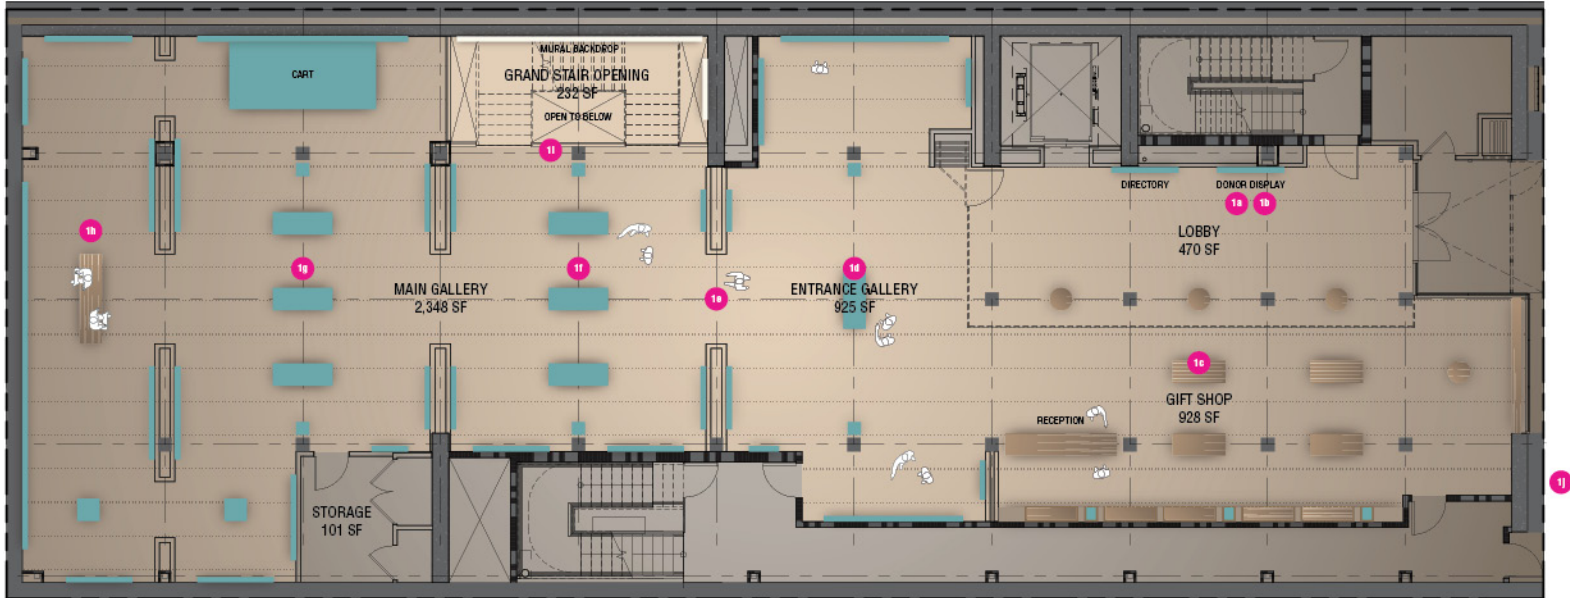 MURAL BACKDROP
CART
GRAND STAIR OPENING
232 SF
OPEN TO BELOW
1i
DIRECTORY
DONOR DISPLAY
1a
1b
1h
LOBBY
470 SF
1g
1f
1d
MAIN GALLERY
2,348 SF
1e
ENTRANCE GALLERY
925 SF
1c
GIFT SHOP
928 SF
RECEPTION
1j
STORAGE
101 SF